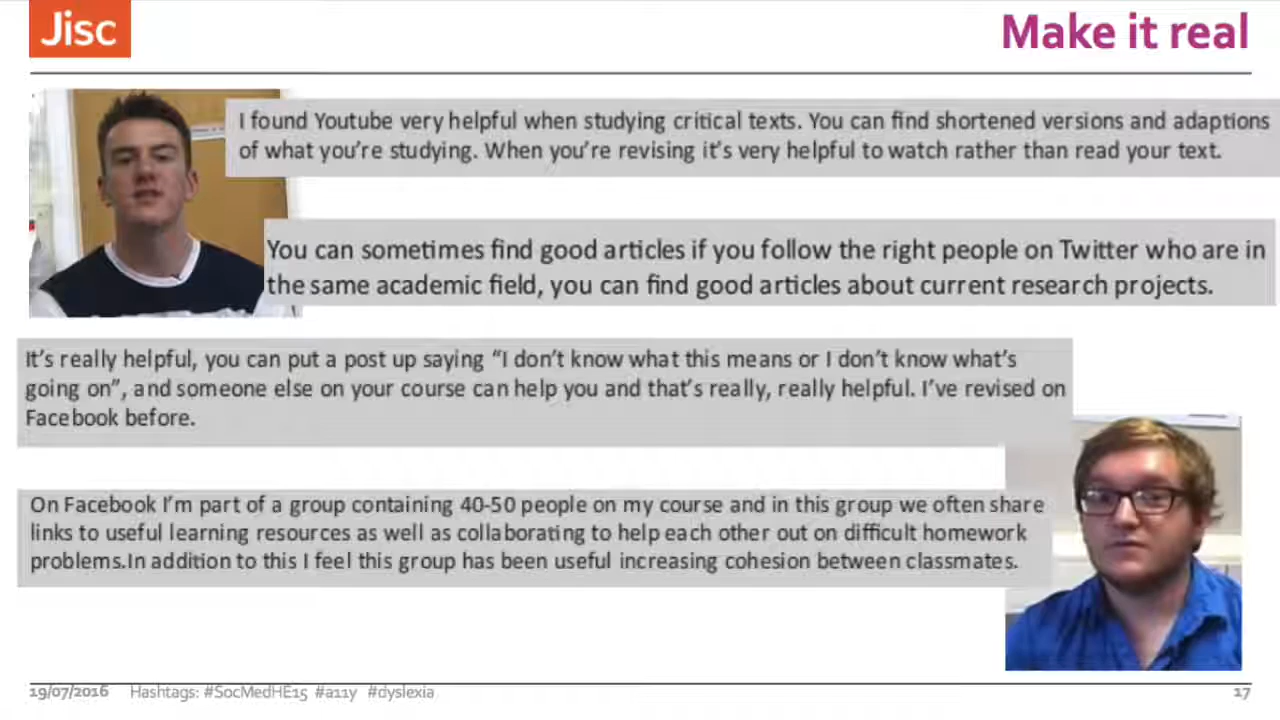 Jisc
Make it real
I found Youtube very helpful when studying critical texts. You can find shortened versions and adaptions
of what you're studying. When you're revising it's very helpful to watch rather than read your text.
You can sometimes find good articles if you follow the right people on Twitter who are in
the same academic field, you can find good articles about current research projects.
It's really helpful, you can put a post up saying “I don't know what this means or I don't know what's
going on”, and someone else on your course can help you and that's really, really helpful. I've revised on
Facebook before.
On Facebook I'm part of a group containing 40-50 people on my course and in this group we often share
links to useful learning resources as well as collaborating to help each other out on difficult homework
problems.In addition to this I feel this group has been useful increasing cohesion between classmates.
19/07/2016 Hashtags: #SocMedHE15 #a11y #dyslexia 17